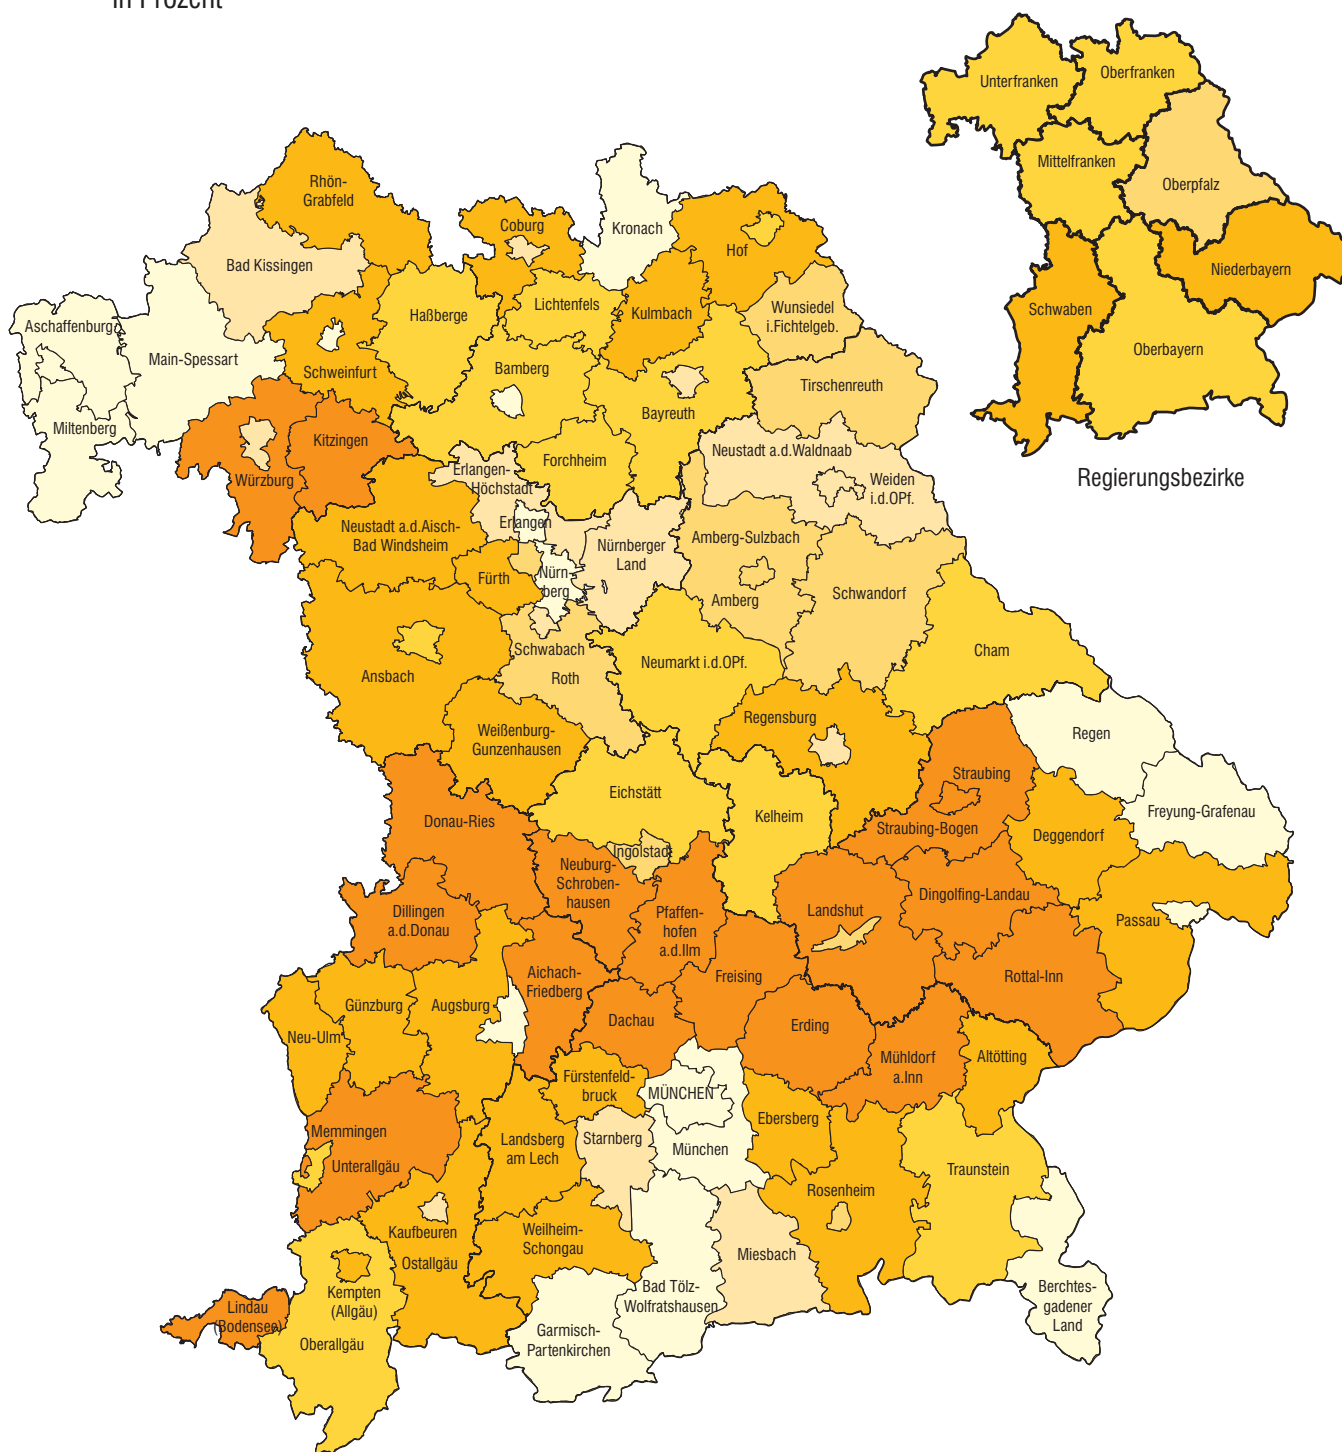 in Prozent
Unterfranken
Oberfranken
Mittelfranken
Oberpfalz
Niederbayern
Schwaben
Oberbayern
Regierungsbezirke
Rhön-
Grabfeld
Coburg
Kronach
Hof
Bad Kissingen
Lichtenfels
Kulmbach
Wunsiedel
i.Fichtelgeb.
Haßberge
Aschaffenburg
Main-Spessart
Schweinfurt
Bamberg
Bayreuth
Tirschenreuth
Miltenberg
Kitzingen
Würzburg
Forchheim
Neustadt a.d.Waldnaab
Weiden
i.d.OPf.
Erlangen-
Höchstadt
Erlangen
Neustadt a.d.Aisch-
Bad Windsheim
Nürnberger
Land
Amberg-Sulzbach
Amberg
Schwandorf
Fürth
Nürn-
berg
Schwabach
Roth
Ansbach
Neumarkt i.d.OPf.
Cham
Weißenburg-
Gunzenhausen
Regensburg
Regen
Straubing
Eichstätt
Kelheim
Freyung-Grafenau
Donau-Ries
Straubing-Bogen
Deggendorf
Ingolstadt
Neuburg-
Schroben-
hausen
Dingolfing-Landau
Dillingen
a.d.Donau
Pfaffen-
hofen
a.d.Ilm
Landshut
Passau
Aichach-
Friedberg
Freising
Rottal-Inn
Günzburg
Augsburg
Neu-Ulm
Dachau
Erding
Mühldorf
a.Inn
Altötting
Fürstenfeld-
bruck
MÜNCHEN
Ebersberg
Memmingen
Unterallgäu
Landsberg
am Lech
Starnberg
München
Traunstein
Rosenheim
Kaufbeuren
Ostallgäu
Weilheim-
Schongau
Miesbach
Bad Tölz-
Wolfratshausen
Berchtes-
gadener
Land
Kempten
(Allgäu)
Lindau
(Bodensee)
Oberallgäu
Garmisch-
Partenkirchen